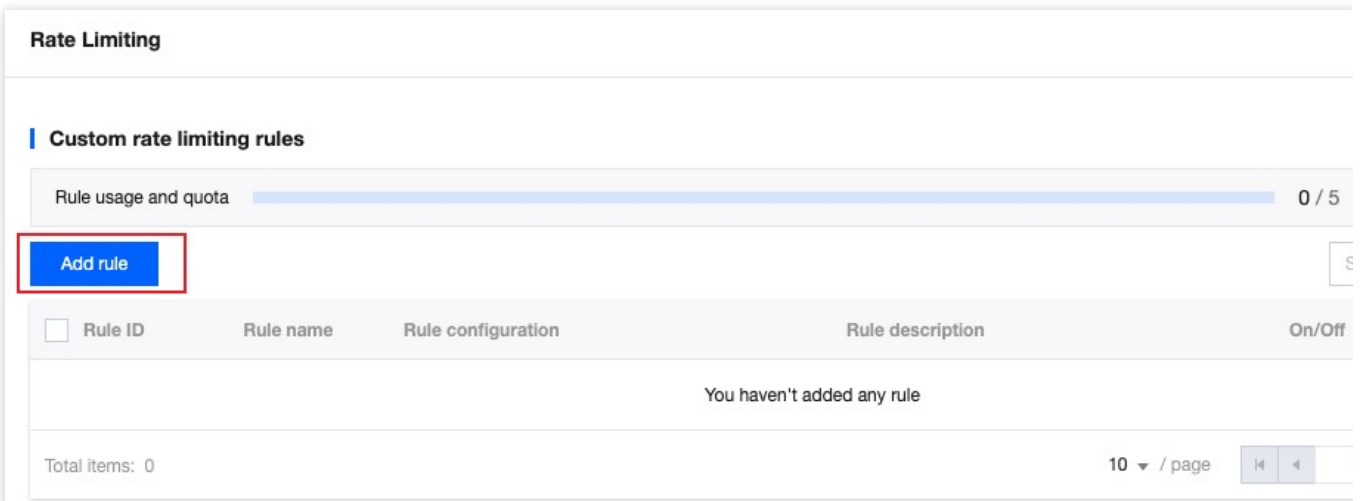 Rate Limiting
Custom rate limiting rules
Rule usage and quota 0 / 5
Add rule
Rule ID Rule name Rule configuration Rule description On/Off
You haven't added any rule
Total items: 0 10 / page